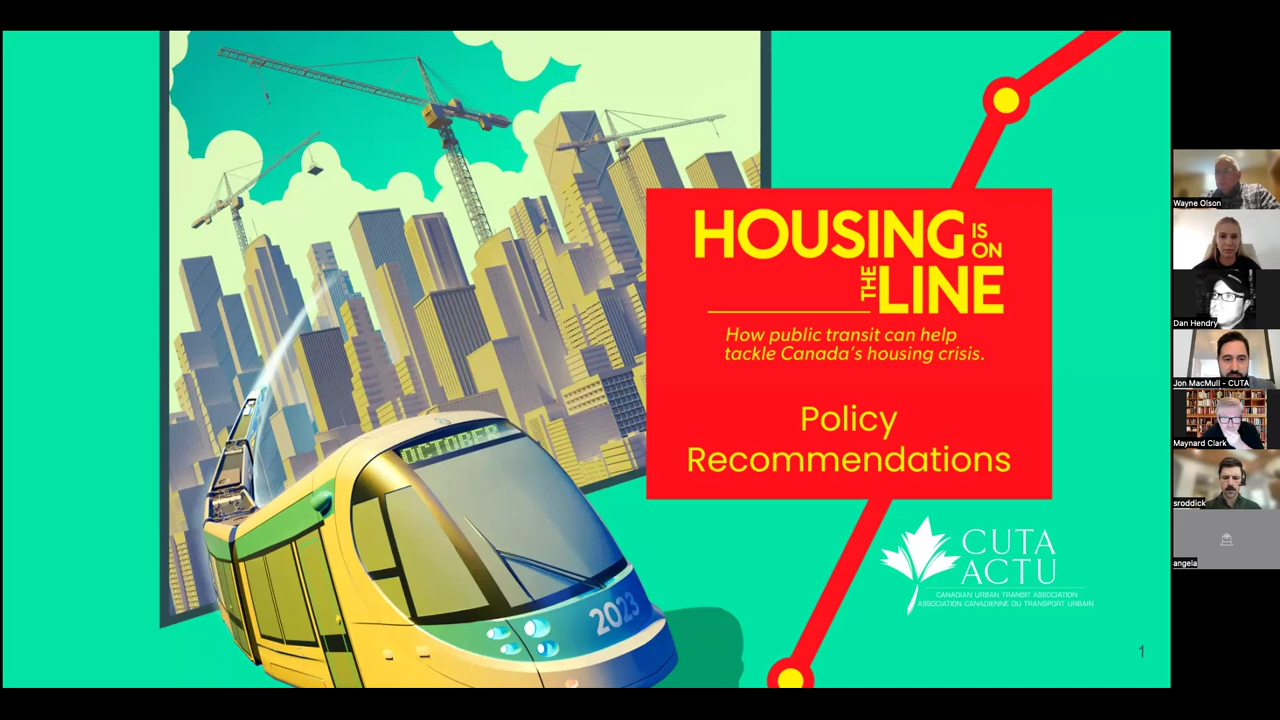 HOUSING IS ON
THE LINE
How public transit can help
tackle Canada's housing crisis.
Policy
Recommendations
OCTOBER
2023
CUTA
ACTU
CANADIAN URBAN TRANSIT ASSOCIATION
ASSOCIATION CANADIENNE DU TRANSPORT URBAIN
1
Wayne Olson
Dan Hendry
Jon MacMull - CUTA
Maynard Clark
sroddick
angela